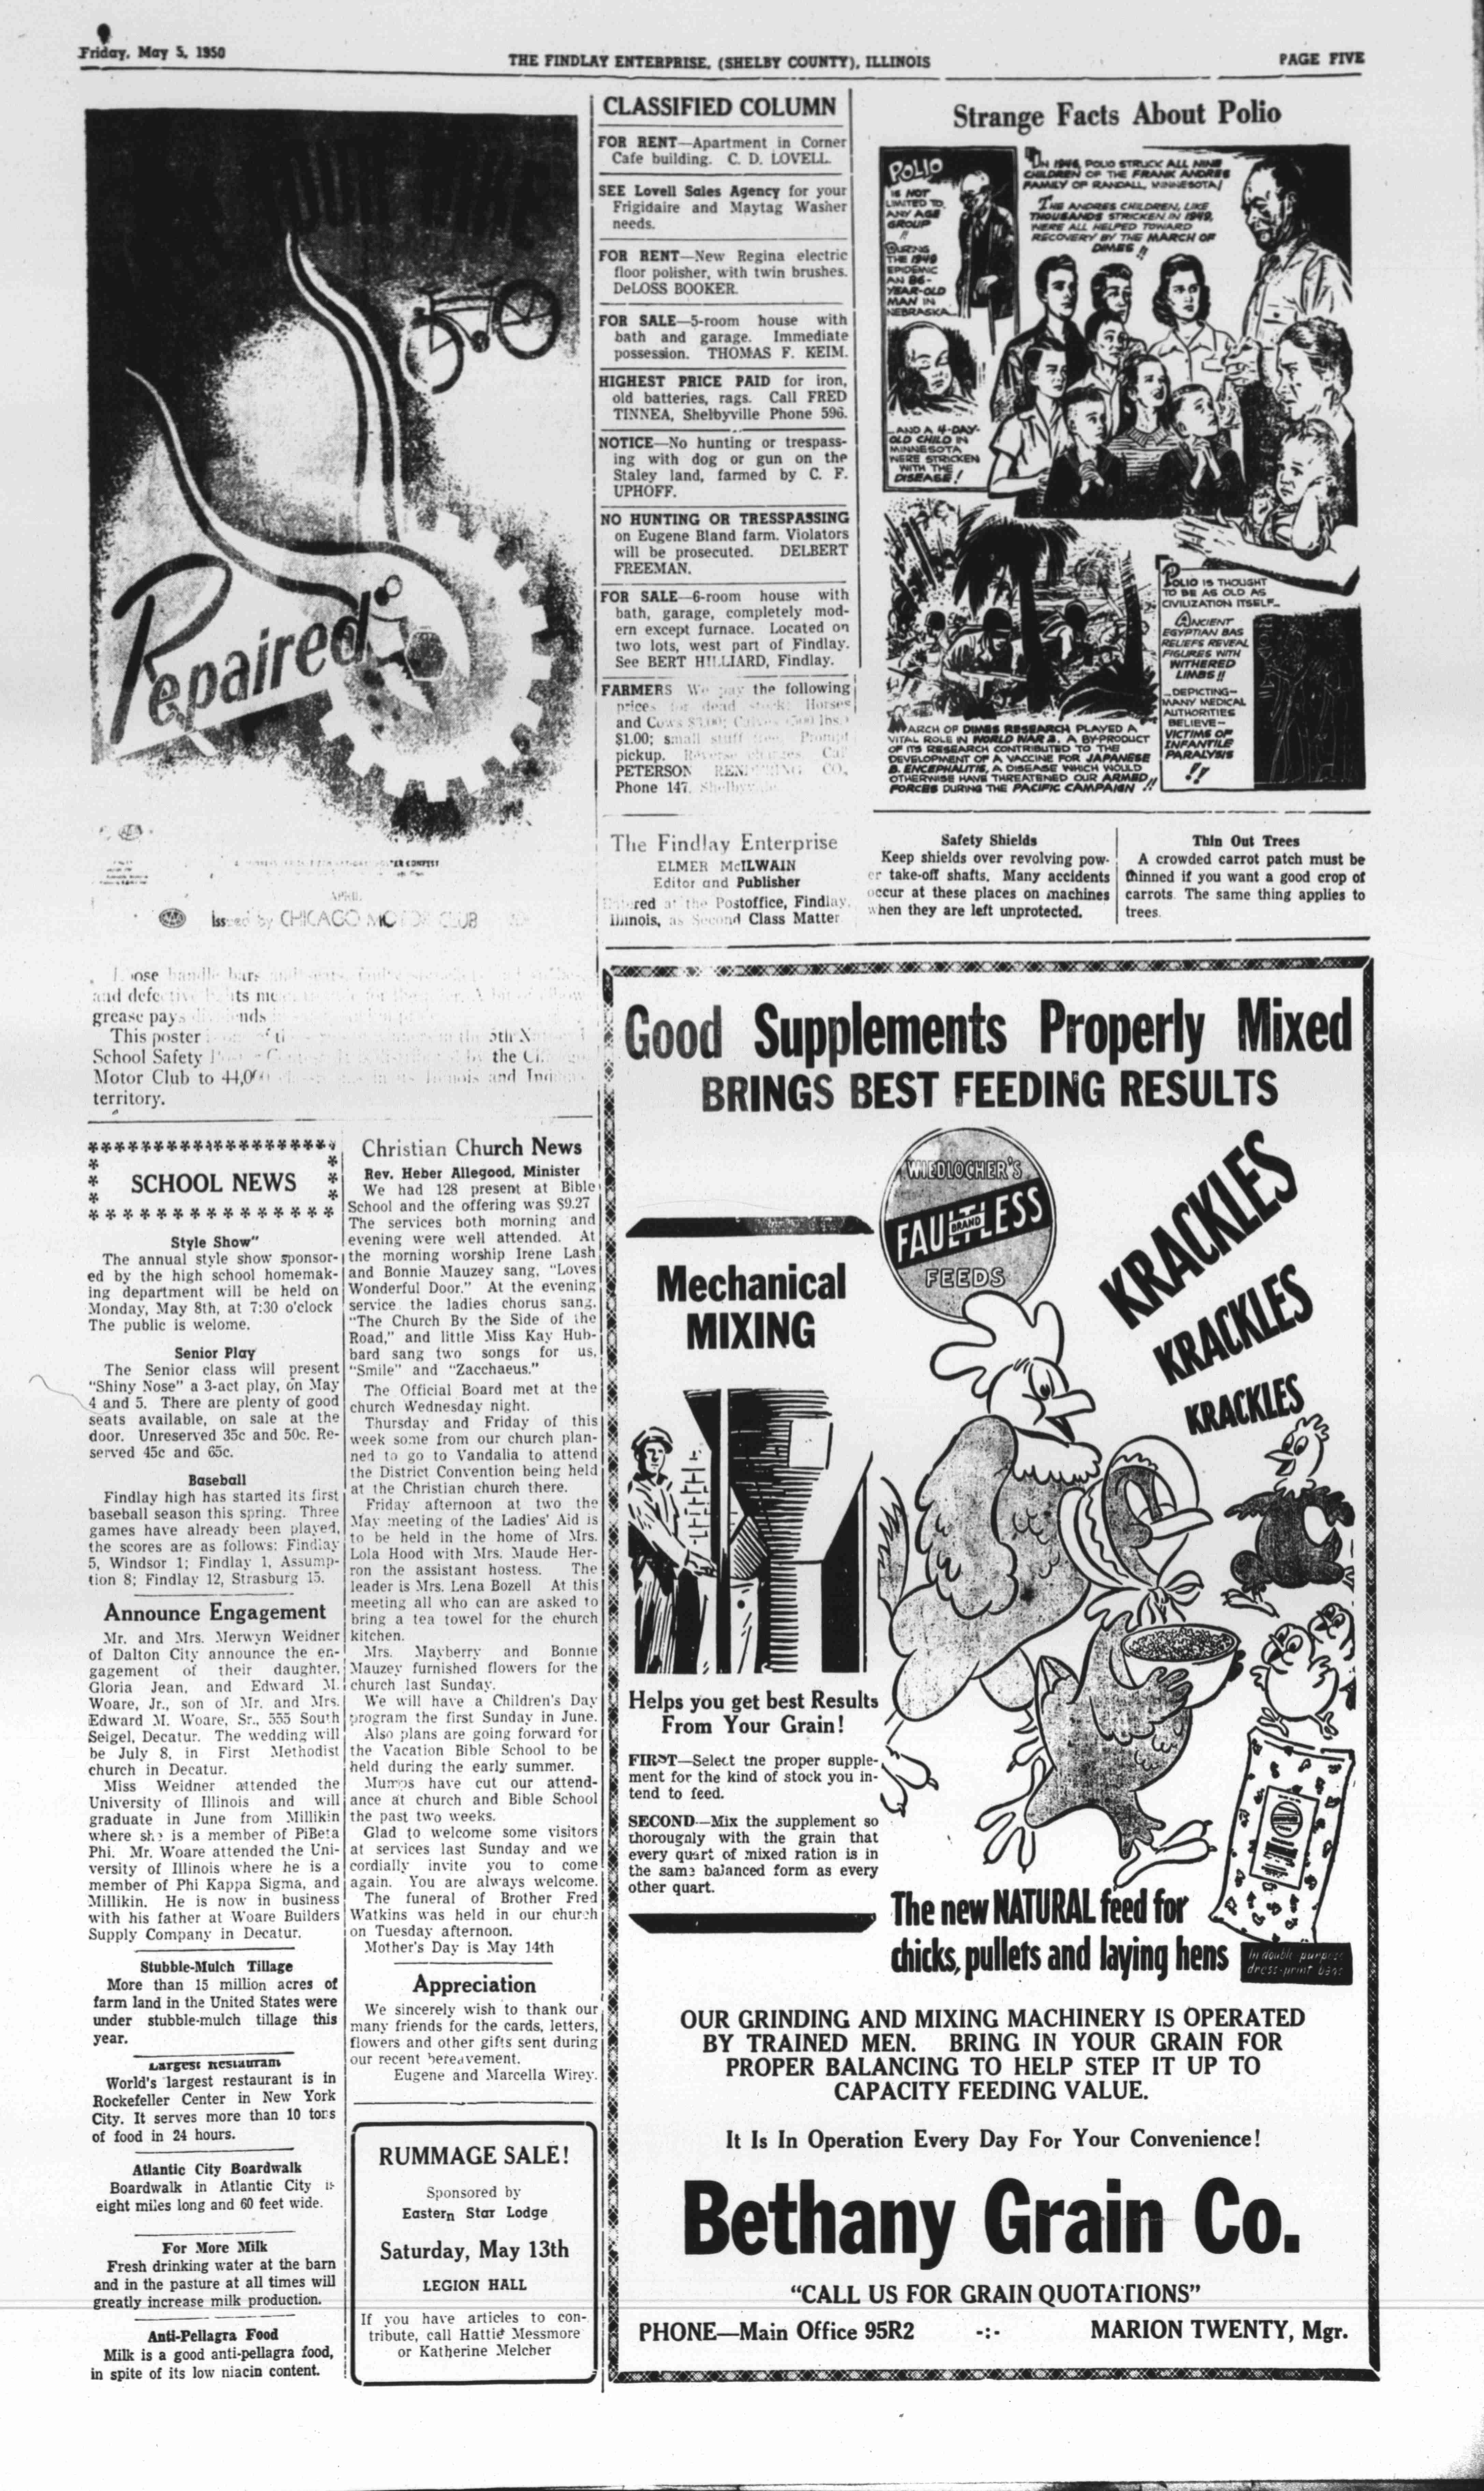 Friday, May 5, 1950
THE FINDLAY ENTERPRISE, (SHELBY COUNTY), ILLINOIS
PAGE FIVE
Repaired
APRIL
Issued by CHICAGO MOTOR CLUB
grease pays
This poster
School Safety
Motor Club to 44,0
territory.
SCHOOL NEWS
Style Show"
The annual style show sponsor-
ed by the high school homemak-
ing department will be held on
Monday, May 8th, at 7:30 o'clock
The public is welome.
Senior Play
The Senior class will present
"Shiny Nose" a 3-act play, on May
4 and 5. There are plenty of good
seats available, on sale at the
door. Unreserved 35c and 50c. Re-
served 45c and 65c.
Baseball
Findlay high has started its first
baseball season this spring. Three
games have already been played,
the scores are as follows: Findlay
5, Windsor 1; Findlay 1, Assump-
tion 8; Findlay 12, Strasburg 15.
Announce Engagement
Mr. and Mrs. Merwyn Weidner
of Dalton City announce the en-
gagement of their daughter,
Gloria Jean, and Edward M.
Woare, Jr., son of Mr. and Mrs.
Edward M. Woare, Sr., 555 South
Seigel, Decatur. The wedding will
be July 8, in First Methodist
church in Decatur.
Miss Weidner attended the
University of Illinois and will
graduate in June from Millikin
where she is a member of PiBeta
Phi. Mr. Woare attended the Uni-
versity of Illinois where he is a
member of Phi Kappa Sigma, and
Millikin. He is now in business
with his father at Woare Builders
Supply Company in Decatur.
Stubble-Mulch Tillage
More than 15 million acres of
farm land in the United States were
under stubble-mulch tillage this
year.
Largest Restaurant
World's largest restaurant is in
Rockefeller Center in New York
City. It serves more than 10 tons
of food in 24 hours.
Atlantic City Boardwalk
Boardwalk in Atlantic City is
eight miles long and 60 feet wide.
For More Milk
Fresh drinking water at the barn
and in the pasture at all times will
greatly increase milk production.
Anti-Pellagra Food
Milk is a good anti-pellagra food,
in spite of its low niacin content.
Christian Church News
Rev. Heber Allegood, Minister
We had 128 present at Bible
School and the offering was $9.27
The services both morning and
evening were well attended. At
the morning worship Irene Lash
and Bonnie Mauzey sang, "Loves
Wonderful Door." At the evening
service the ladies chorus sang,
"The Church By the Side of the
Road," and little Miss Kay Hub-
bard sang two songs for us,
"Smile" and "Zacchaeus."
The Official Board met at the
church Wednesday night.
Thursday and Friday of this
week some from our church plan-
ned to go to Vandalia to attend
the District Convention being held
at the Christian church there.
Friday afternoon at two the
May meeting of the Ladies' Aid is
to be held in the home of Mrs.
Lola Hood with Mrs. Maude Her-
ron the assistant hostess. The
leader is Mrs. Lena Bozell At this
meeting all who can are asked to
bring a tea towel for the church
kitchen.
Mrs. Mayberry and Bonnie
Mauzey furnished flowers for the
church last Sunday.
We will have a Children's Day
program the first Sunday in June.
Also plans are going forward for
the Vacation Bible School to be
held during the early summer.
Mumps have cut our attend-
ance at church and Bible School
the past two weeks.
Glad to welcome some visitors
at services last Sunday and we
cordially invite you to come
again. You are always welcome.
The funeral of Brother Fred
Watkins was held in our church
on Tuesday afternoon.
Mother's Day is May 14th
Appreciation
We sincerely wish to thank our
many friends for the cards, letters,
flowers and other gifts sent during
our recent bereavement.
Eugene and Marcella Wirey.
RUMMAGE SALE!
Sponsored by
Eastern Star Lodge
Saturday, May 13th
LEGION HALL
If you have articles to con-
tribute, call Hattie Messmore
or Katherine Melcher
CLASSIFIED COLUMN
FOR RENT—Apartment in Corner
Cafe building. C. D. LOVELL.
SEE Lovell Sales Agency for your
Frigidaire and Maytag Washer
needs.
FOR RENT—New Regina electric
floor polisher, with twin brushes.
DeLOSS BOOKER.
FOR SALE—5-room house with
bath and garage. Immediate
possession. THOMAS F. KEIM.
HIGHEST PRICE PAID for iron,
old batteries, rags. Call FRED
TINNEA, Shelbyville Phone 596.
NOTICE—No hunting or trespass-
ing with dog or gun on the
Staley land, farmed by C. F.
UPHOFF.
NO HUNTING OR TRESSPASSING
on Eugene Bland farm. Violators
will be prosecuted. DELBERT
FREEMAN.
FOR SALE—6-room house with
bath, garage, completely mod-
ern except furnace. Located on
two lots, west part of Findlay.
See BERT HILLIARD, Findlay.
FARMERS We pay the following
prices for dead stock: Horses
and Cows
$1.00; small stuff free. Prompt
pickup. Reverse charges. Call
PETERSON RENDERING CO.
Phone 147, Shelbyville
The Findlay Enterprise
ELMER McILWAIN
Editor and Publisher
Entered at the Postoffice, Findlay,
Illinois, as Second Class Matter
Strange Facts About Polio
POLIO
IS NOT
LIMITED TO
ANY AGE
GROUP
!!
DURING
THE 1949
EPIDEMIC
AN 86-
YEAR-OLD
MAN IN
NEBRASKA...
...AND A 4-DAY-
OLD CHILD IN
MINNESOTA
WERE STRICKEN
WITH THE
DISEASE!
IN 1946, POLIO STRUCK ALL NINE
CHILDREN OF THE FRANK ANDRES
FAMILY OF RANDALL, MINNESOTA!
THE ANDRES CHILDREN, LIKE
THOUSANDS STRICKEN IN 1949,
WERE ALL HELPED TOWARD
RECOVERY BY THE MARCH OF
DIMES!!
MARCH OF DIMES RESEARCH PLAYED A
VITAL ROLE IN WORLD WAR 2. A BY-PRODUCT
OF ITS RESEARCH CONTRIBUTED TO THE
DEVELOPMENT OF A VACCINE FOR JAPANESE
B. ENCEPHALITIS, A DISEASE WHICH WOULD
OTHERWISE HAVE THREATENED OUR ARMED
FORCES DURING THE PACIFIC CAMPAIGN!!
POLIO IS THOUGHT
TO BE AS OLD AS
CIVILIZATION ITSELF...
ANCIENT
EGYPTIAN BAS
RELIEFS REVEAL
FIGURES WITH
WITHERED
LIMBS!!
...DEPICTING—
MANY MEDICAL
AUTHORITIES
BELIEVE—
VICTIMS OF
INFANTILE
PARALYSIS
!!
Safety Shields
Keep shields over revolving pow-
er take-off shafts. Many accidents
occur at these places on machines
when they are left unprotected.
Thin Out Trees
A crowded carrot patch must be
thinned if you want a good crop of
carrots. The same thing applies to
trees.
Good Supplements Properly Mixed
BRINGS BEST FEEDING RESULTS
WIEDLOCHER'S
FAULTLESS
BRAND
FEEDS
KRACKLES
KRACKLES
KRACKLES
Mechanical
MIXING
Helps you get best Results
From Your Grain!
FIRST—Select the proper supple-
ment for the kind of stock you in-
tend to feed.
SECOND—Mix the supplement so
thorougnly with the grain that
every quart of mixed ration is in
the same balanced form as every
other quart.
The new NATURAL feed for
chicks, pullets and laying hens
In double purpose
dress-print bags
OUR GRINDING AND MIXING MACHINERY IS OPERATED
BY TRAINED MEN. BRING IN YOUR GRAIN FOR
PROPER BALANCING TO HELP STEP IT UP TO
CAPACITY FEEDING VALUE.
It Is In Operation Every Day For Your Convenience!
Bethany Grain Co.
"CALL US FOR GRAIN QUOTATIONS"
PHONE—Main Office 95R2 -:- MARION TWENTY, Mgr.